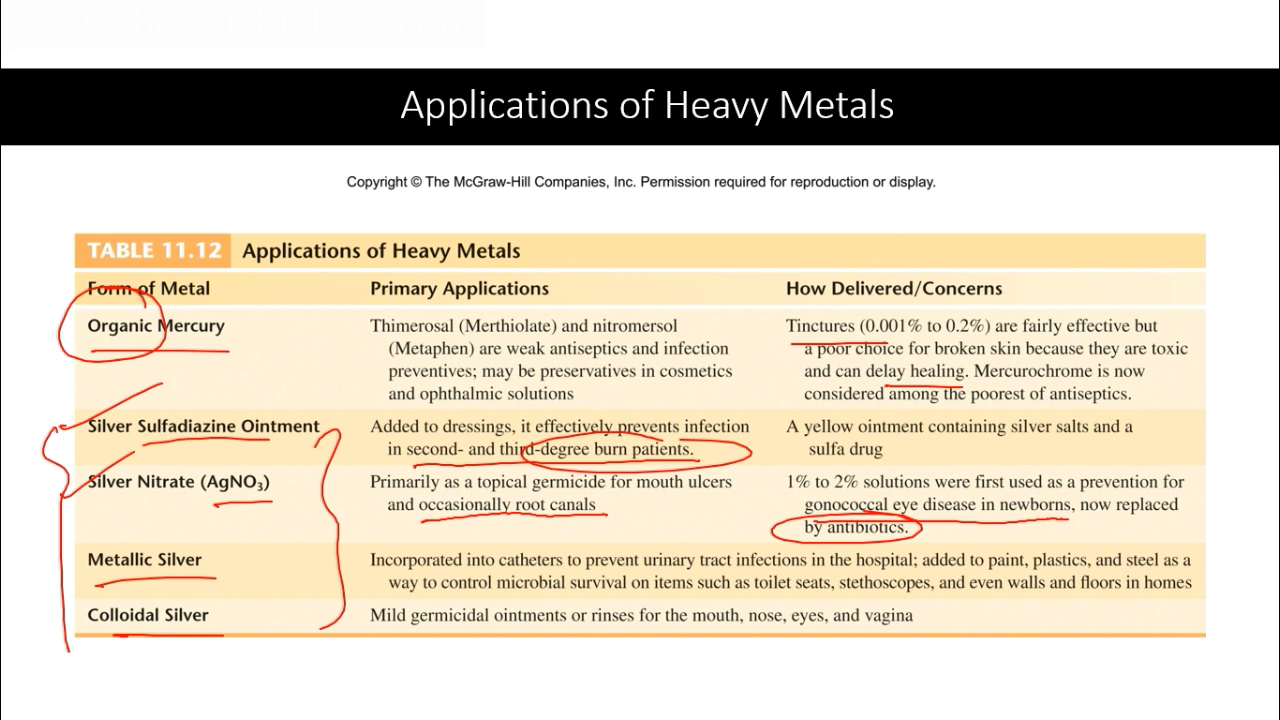 Applications of Heavy Metals
Copyright © The McGraw-Hill Companies, Inc. Permission required for reproduction or display.
TABLE 11.12 Applications of Heavy Metals
Form of Metal Primary Applications How Delivered/Concerns
Organic Mercury Thimerosal (Merthiolate) and nitromersol Tinctures (0.001% to 0.2%) are fairly effective but
(Metaphen) are weak antiseptics and infection a poor choice for broken skin because they are toxic
preventives; may be preservatives in cosmetics and can delay healing. Mercurochrome is now
and ophthalmic solutions considered among the poorest of antiseptics.
Silver Sulfadiazine Ointment Added to dressings, it effectively prevents infection A yellow ointment containing silver salts and a
in second- and third-degree burn patients. sulfa drug
Silver Nitrate (AgNO₃) Primarily as a topical germicide for mouth ulcers 1% to 2% solutions were first used as a prevention for
and occasionally root canals gonococcal eye disease in newborns, now replaced
by antibiotics.
Metallic Silver Incorporated into catheters to prevent urinary tract infections in the hospital; added to paint, plastics, and steel as a
way to control microbial survival on items such as toilet seats, stethoscopes, and even walls and floors in homes
Colloidal Silver Mild germicidal ointments or rinses for the mouth, nose, eyes, and vagina